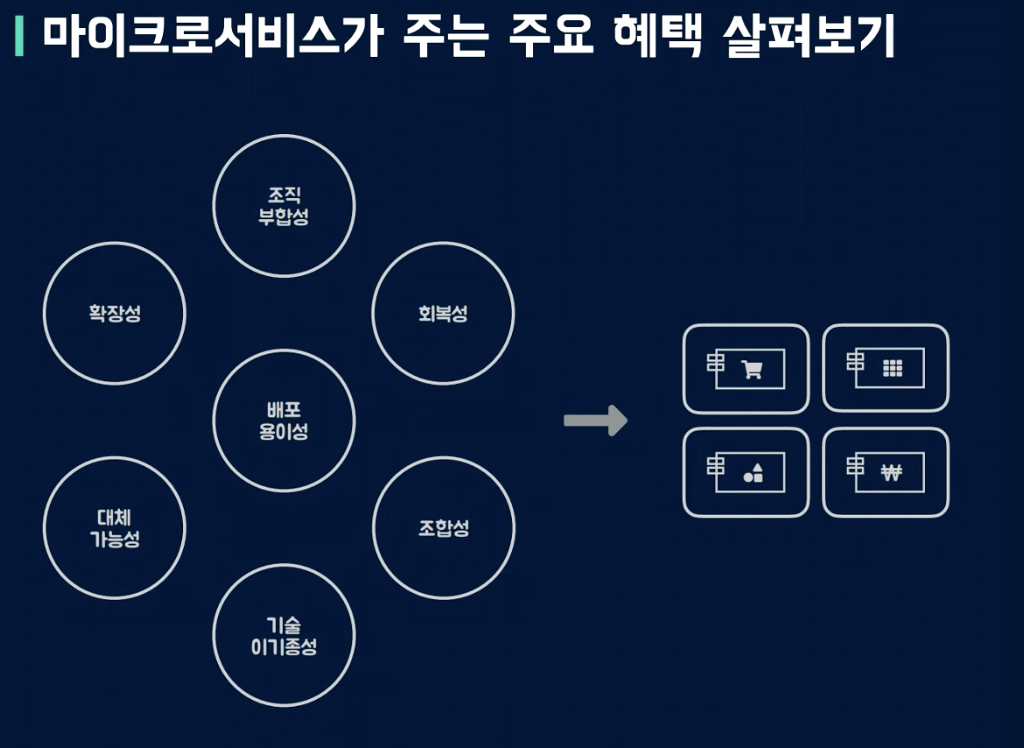 마이크로서비스가 주는 주요 혜택 살펴보기
조직
부합성
확장성
회복성
배포
용이성
대체
가능성
조합성
기술
이기종성
₩